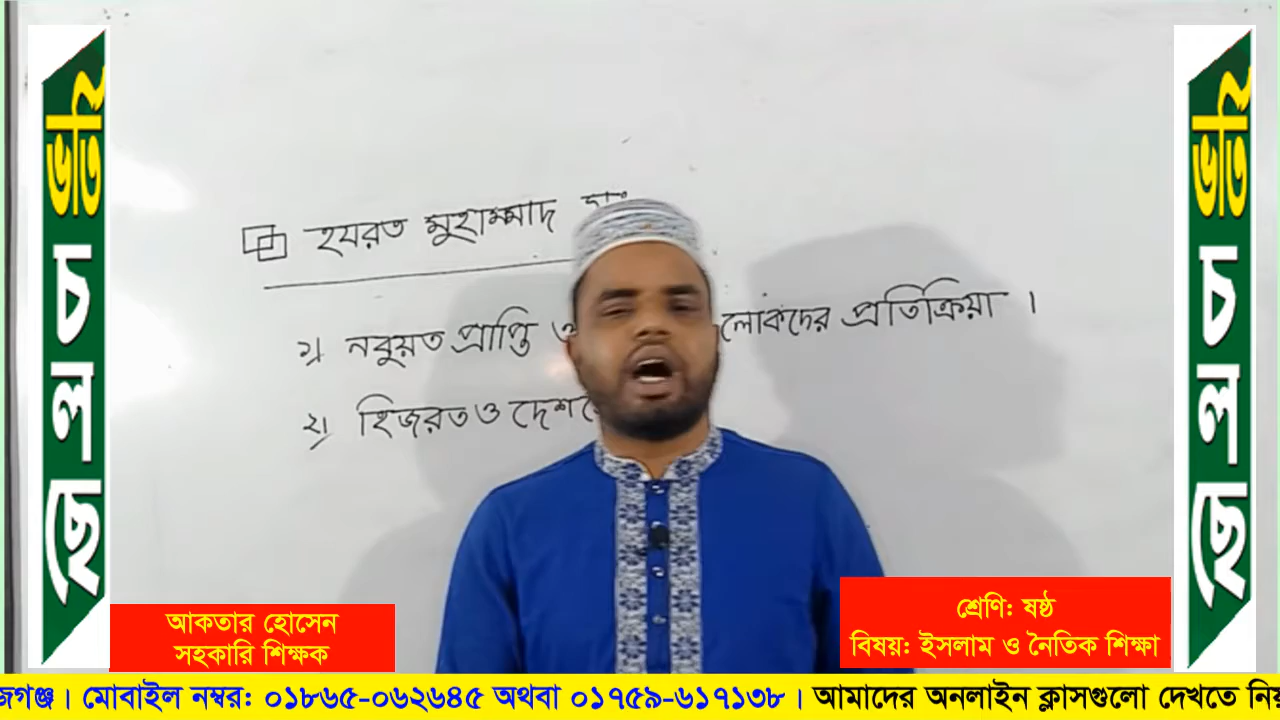 ভর্তি চলছে
হযরত মুহাম্মাদ
১) নবুয়ত প্রাপ্তি ও লোকদের প্রতিক্রিয়া ।
২) হিজরত ও
আকতার হোসেন
সহকারি শিক্ষক
শ্রেণি: ষষ্ঠ
বিষয়: ইসলাম ও নৈতিক শিক্ষা
ভর্তি চলছে
। মোবাইল নম্বর: ০১৮৬৫-০৬২৬৪৫ অথবা ০১৭৫৯-৬১৭১৩৮ । আমাদের অনলাইন ক্লাসগুলো দেখতে